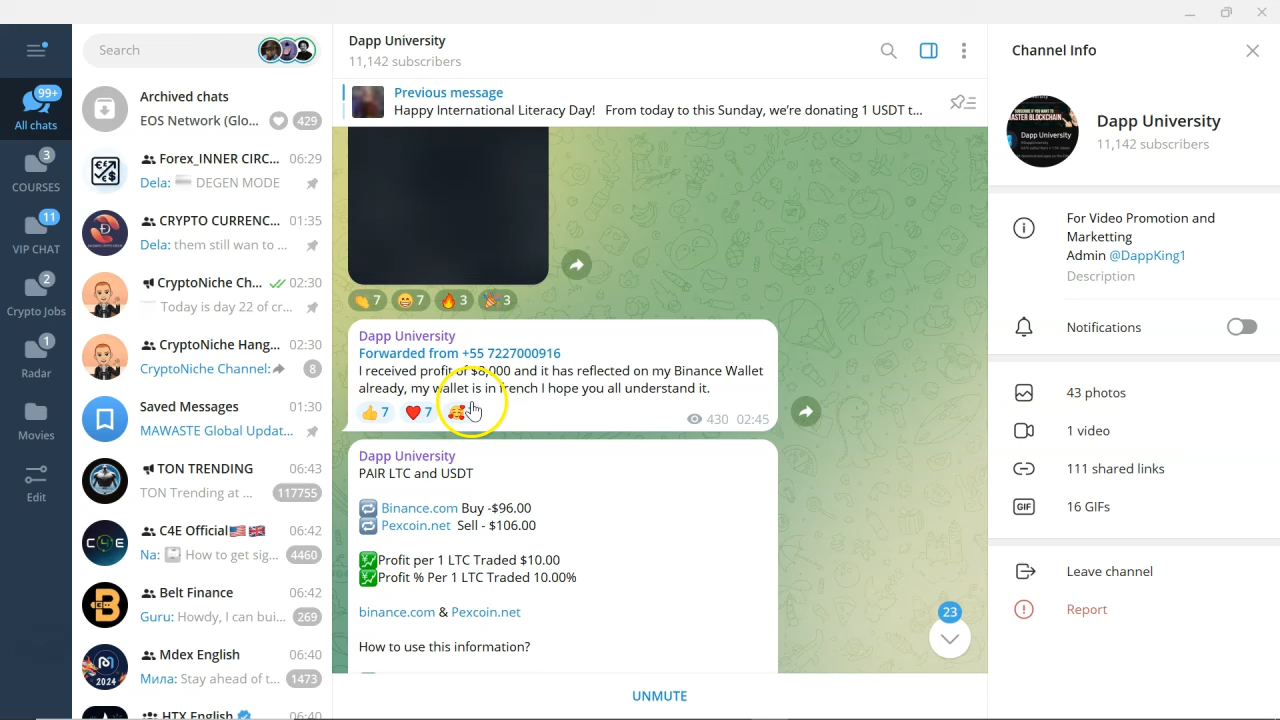 Search
99+
All chats
3
COURSES
11
VIP CHAT
2
Crypto Jobs
1
Radar
Movies
Edit
Archived chats
EOS Network (Glo... 429
Forex_INNER CIRC... 06:29
Dela: DEGEN MODE
CRYPTO CURRENC... 01:35
Dela: them still wan to ...
CryptoNiche Ch... 02:30
Today is day 22 of cr...
CryptoNiche Hang... 02:30
CryptoNiche Channel: 8
Saved Messages 01:30
MAWASTE Global Updat...
TON TRENDING 06:43
TON Trending at ... 117755
C4E Official🇺🇸 🇬🇧 06:42
Na: How to get sig... 4460
Belt Finance 06:42
Guru: Howdy, I can bui... 269
Mdex English 06:40
Мила: Stay ahead of t... 1473
HTX English 06:40
Dapp University
11,142 subscribers
Previous message
Happy International Literacy Day! From today to this Sunday, we're donating 1 USDT t...
👏 7 😁 7 🔥 3 🎉 3
Dapp University
Forwarded from +55 7227000916
I received profit of $8,000 and it has reflected on my Binance Wallet
already, my wallet is in french I hope you all understand it.
👍 7 ❤️ 7 🥰
430 02:45
Dapp University
PAIR LTC and USDT
🔁 Binance.com Buy -$96.00
🔁 Pexcoin.net Sell - $106.00
💹Profit per 1 LTC Traded $10.00
💹Profit % Per 1 LTC Traded 10.00%
binance.com & Pexcoin.net
How to use this information?
23
UNMUTE
Channel Info
Dapp University
11,142 subscribers
For Video Promotion and
Marketting
Admin @DappKing1
Description
Notifications
43 photos
1 video
111 shared links
GIF 16 GIFs
Leave channel
Report